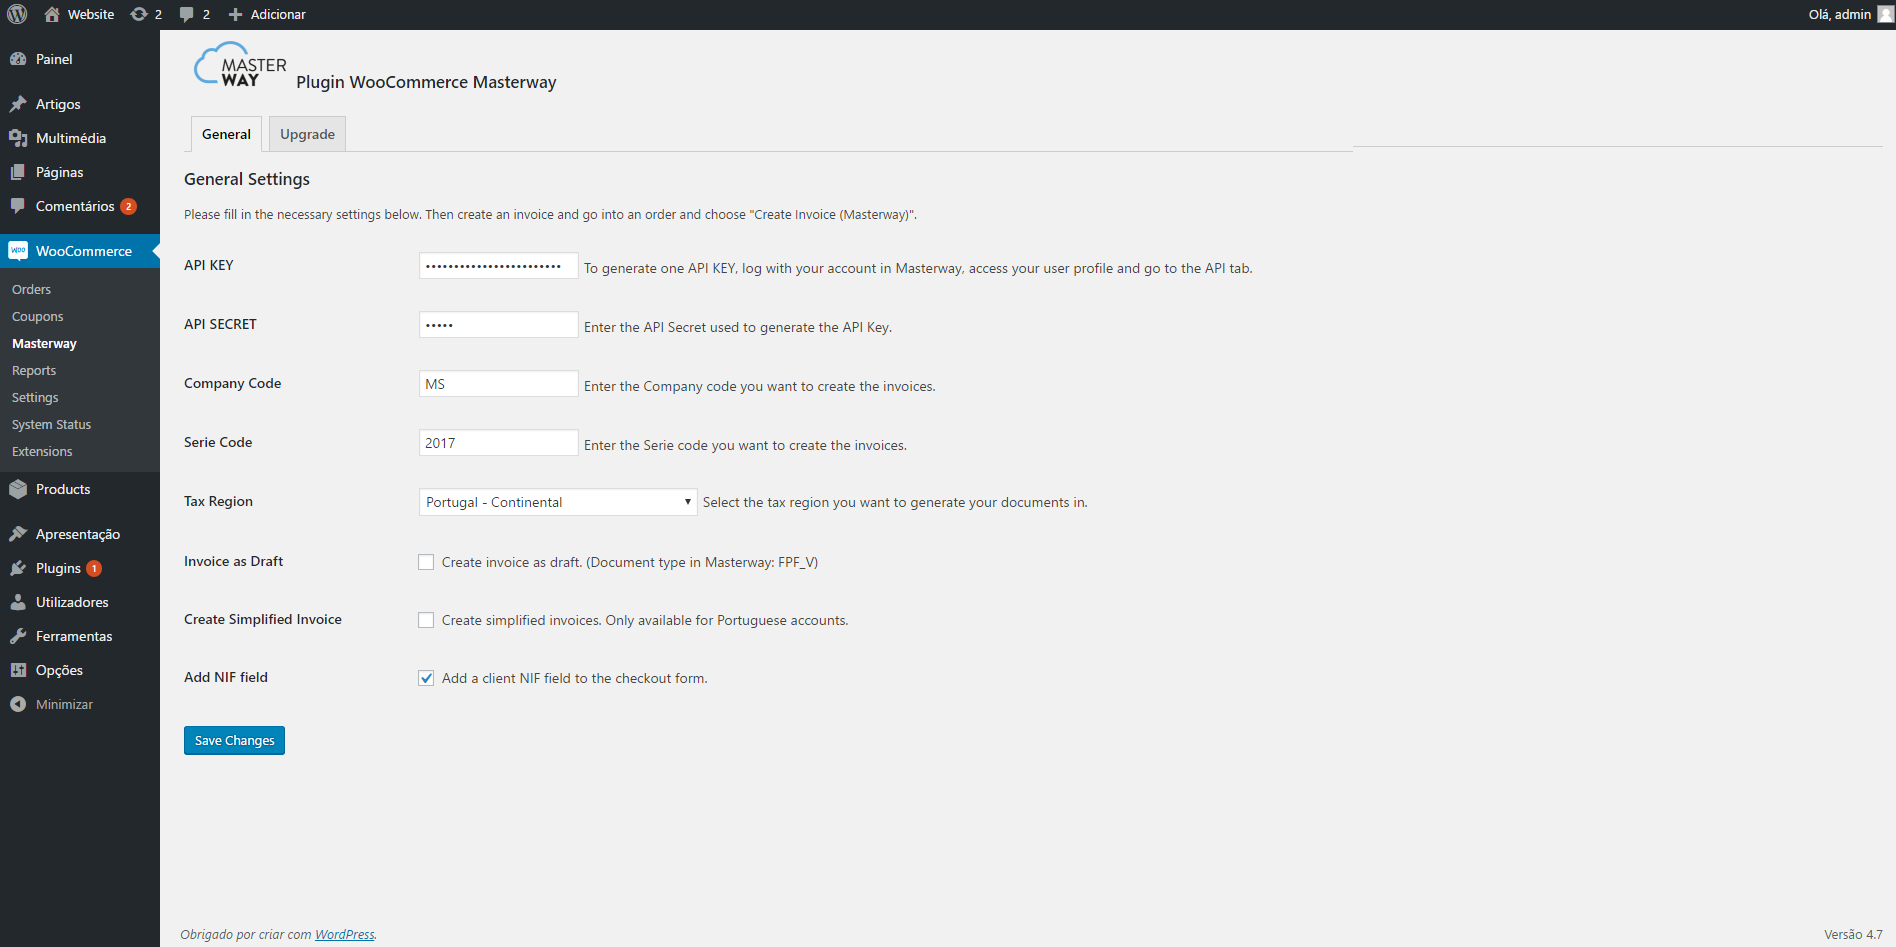 Website
2
2
Adicionar
Olá, admin
Painel
Artigos
Multimédia
Páginas
Comentários 2
Woo WooCommerce
Orders
Coupons
Masterway
Reports
Settings
System Status
Extensions
Products
Apresentação
Plugins 1
Utilizadores
Ferramentas
Opções
Minimizar
MASTER
WAY
Plugin WooCommerce Masterway
General
Upgrade
General Settings
Please fill in the necessary settings below. Then create an invoice and go into an order and choose "Create Invoice (Masterway)".
API KEY
•••••••••••••••••••••••• To generate one API KEY, log with your account in Masterway, access your user profile and go to the API tab.
API SECRET
••••• Enter the API Secret used to generate the API Key.
Company Code
MS Enter the Company code you want to create the invoices.
Serie Code
2017 Enter the Serie code you want to create the invoices.
Tax Region
Portugal - Continental Select the tax region you want to generate your documents in.
Invoice as Draft
Create invoice as draft. (Document type in Masterway: FPF_V)
Create Simplified Invoice
Create simplified invoices. Only available for Portuguese accounts.
Add NIF field
Add a client NIF field to the checkout form.
Save Changes
Obrigado por criar com WordPress.
Versão 4.7